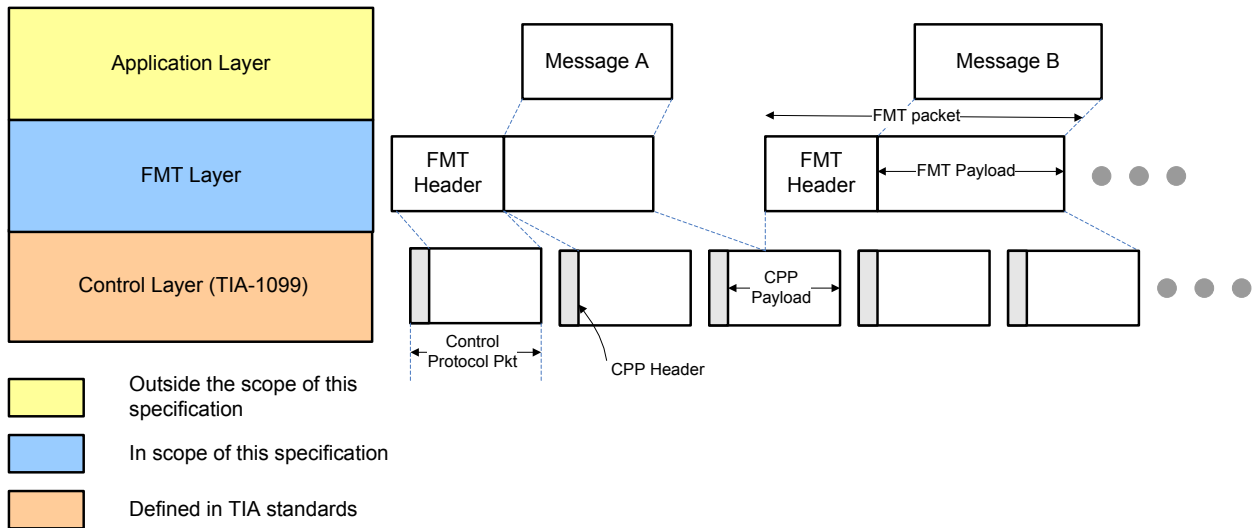 Application Layer
Message A
Message B
FMT packet
FMT Layer
FMT
Header
FMT
Header
FMT Payload
Control Layer (TIA-1099)
CPP
Payload
Control
Protocol Pkt
CPP Header
Outside the scope of this
specification
In scope of this specification
Defined in TIA standards